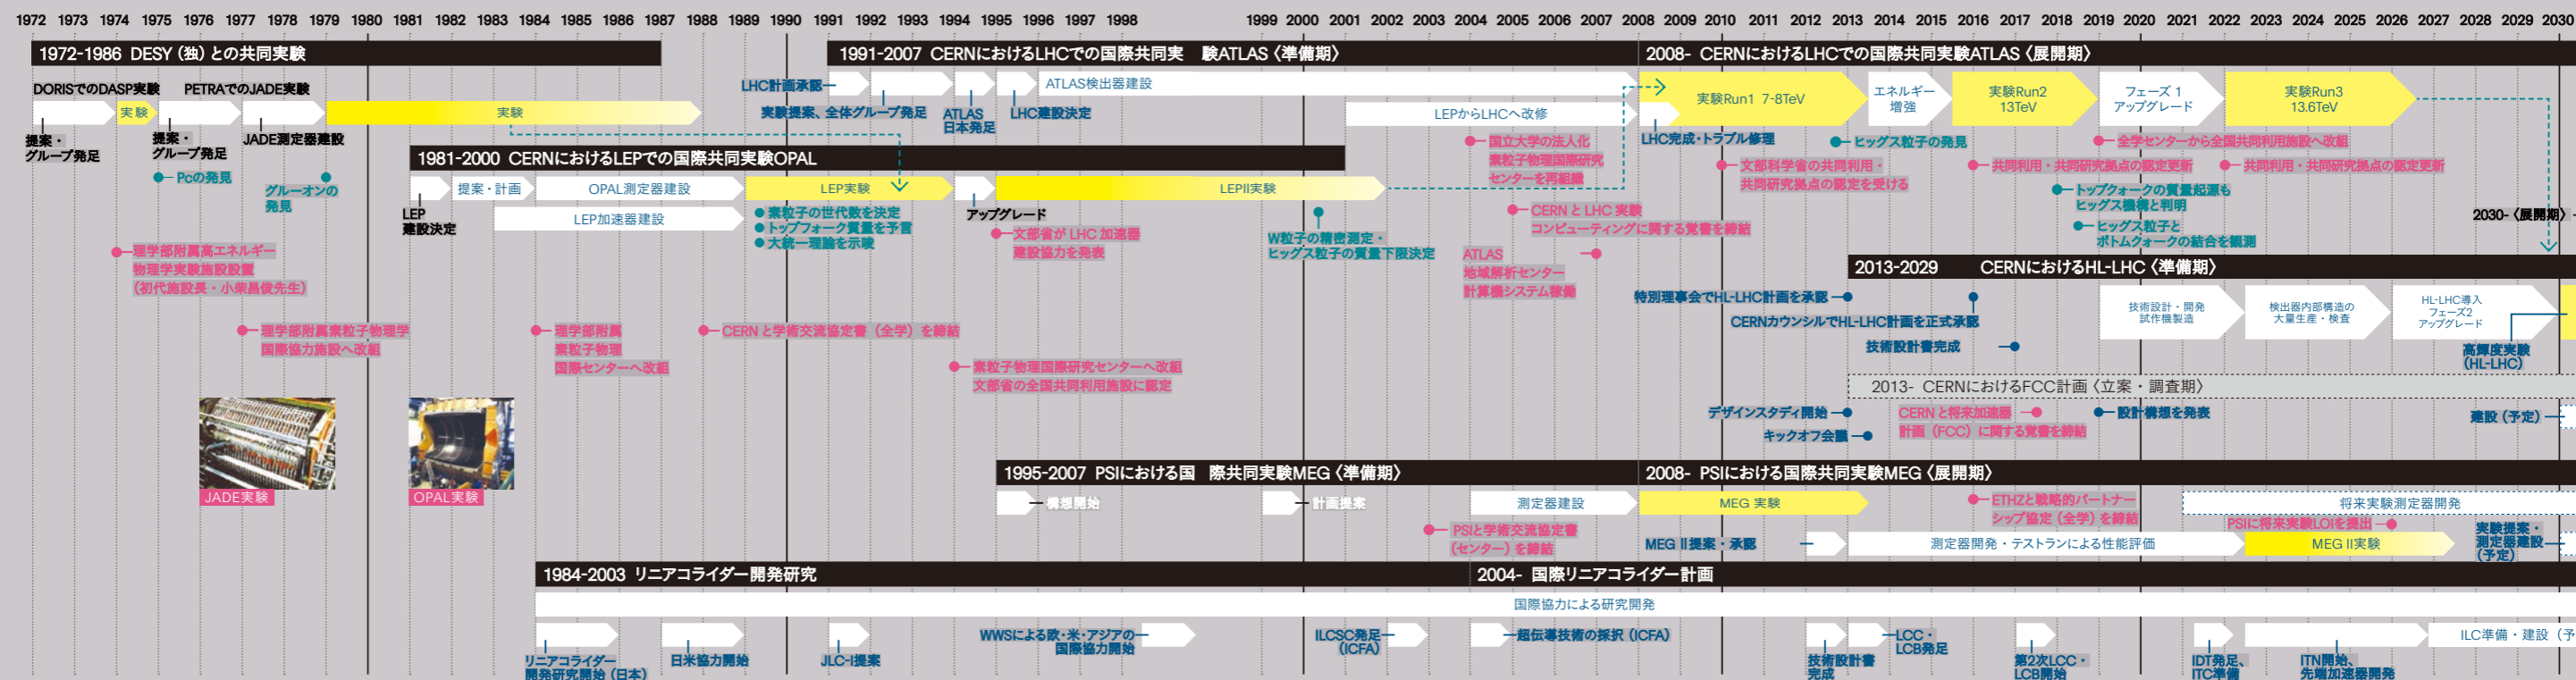 1972 1973 1974 1975 1976 1977 1978 1979 1980 1981 1982 1983 1984 1985 1986 1987 1988 1989 1990 1991 1992 1993 1994 1995 1996 1997 1998 1999 2000 2001 2002 2003 2004 2005 2006 2007 2008 2009 2010 2011 2012 2013 2014 2015 2016 2017 2018 2019 2020 2021 2022 2023 2024 2025 2026 2027 2028 2029 2030
1972-1986 DESY（独）との共同実験
DORISでのDASP実験
PETRAでのJADE実験
実験
実験
提案・
グループ発足
提案・
グループ発足
JADE測定器建設
Pcの発見
グルーオンの
発見
1991-2007 CERNにおけるLHCでの国際共同実 験ATLAS〈準備期〉
2008- CERNにおけるLHCでの国際共同実験ATLAS〈展開期〉
LHC計画承認
ATLAS検出器建設
実験提案、全体グループ発足
ATLAS
日本発足
LHC建設決定
LEPからLHCへ改修
実験Run1 7-8TeV
エネルギー
増強
実験Run2
13TeV
フェーズ 1
アップグレード
実験Run3
13.6TeV
LHC完成・トラブル修理
ヒッグス粒子の発見
国立大学の法人化
素粒子物理国際研究
センターを再組織
文部科学省の共同利用・
共同研究拠点の認定を受ける
全学センターから全国共同利用施設へ改組
共同利用・共同研究拠点の認定更新
共同利用・共同研究拠点の認定更新
トップクォークの質量起源も
ヒッグス機構と判明
ヒッグス粒子と
ボトムクォークの結合を観測
2030-〈展開期〉
1981-2000 CERNにおけるLEPでの国際共同実験OPAL
提案・計画
OPAL測定器建設
LEP実験
LEPII実験
LEP
建設決定
LEP加速器建設
アップグレード
素粒子の世代数を決定
トップフォーク質量を予言
大統一理論を示唆
文部省が LHC 加速器
建設協力を発表
W粒子の精密測定・
ヒッグス粒子の質量下限決定
CERN と LHC 実験
コンピューティングに関する覚書を締結
ATLAS
地域解析センター
計算機システム稼働
理学部附属高エネルギー
物理学実験施設設置
（初代施設長・小柴昌俊先生）
理学部附属素粒子物理学
国際協力施設へ改組
理学部附属
素粒子物理
国際センターへ改組
CERN と学術交流協定書（全学）を締結
素粒子物理国際研究センターへ改組
文部省の全国共同利用施設に認定
2013-2029 CERNにおけるHL-LHC〈準備期〉
特別理事会でHL-LHC計画を承認
CERNカウンシルでHL-LHC計画を正式承認
技術設計書完成
技術設計・開発
試作機製造
検出器内部構造の
大量生産・検査
HL-LHC導入
フェーズ2
アップグレード
高輝度実験
（HL-LHC）
2013- CERNにおけるFCC計画〈立案・調査期〉
デザインスタディ開始
キックオフ会議
CERN と将来加速器
計画（FCC）に関する覚書を締結
設計構想を発表
建設（予定）
JADE実験
OPAL実験
1995-2007 PSIにおける国 際共同実験MEG〈準備期〉
2008- PSIにおける国際共同実験MEG〈展開期〉
構想開始
計画提案
測定器建設
MEG 実験
PSIと学術交流協定書
（センター）を締結
MEG II提案・承認
ETHZと戦略的パートナー
シップ協定（全学）を締結
将来実験測定器開発
PSIに将来実験LOIを提出
測定器開発・テストランによる性能評価
MEG II実験
実験提案・
測定器建設
（予定）
1984-2003 リニアコライダー開発研究
2004- 国際リニアコライダー計画
国際協力による研究開発
リニアコライダー
開発研究開始（日本）
日米協力開始
JLC-I提案
WWSによる欧・米・アジアの
国際協力開始
ILCSC発足
（ICFA）
超伝導技術の採択（ICFA）
技術設計書
完成
LCC・
LCB発足
第2次LCC・
LCB開始
IDT発足、
ITC準備
ITN開始、
先端加速器開発
ILC準備・建設（予